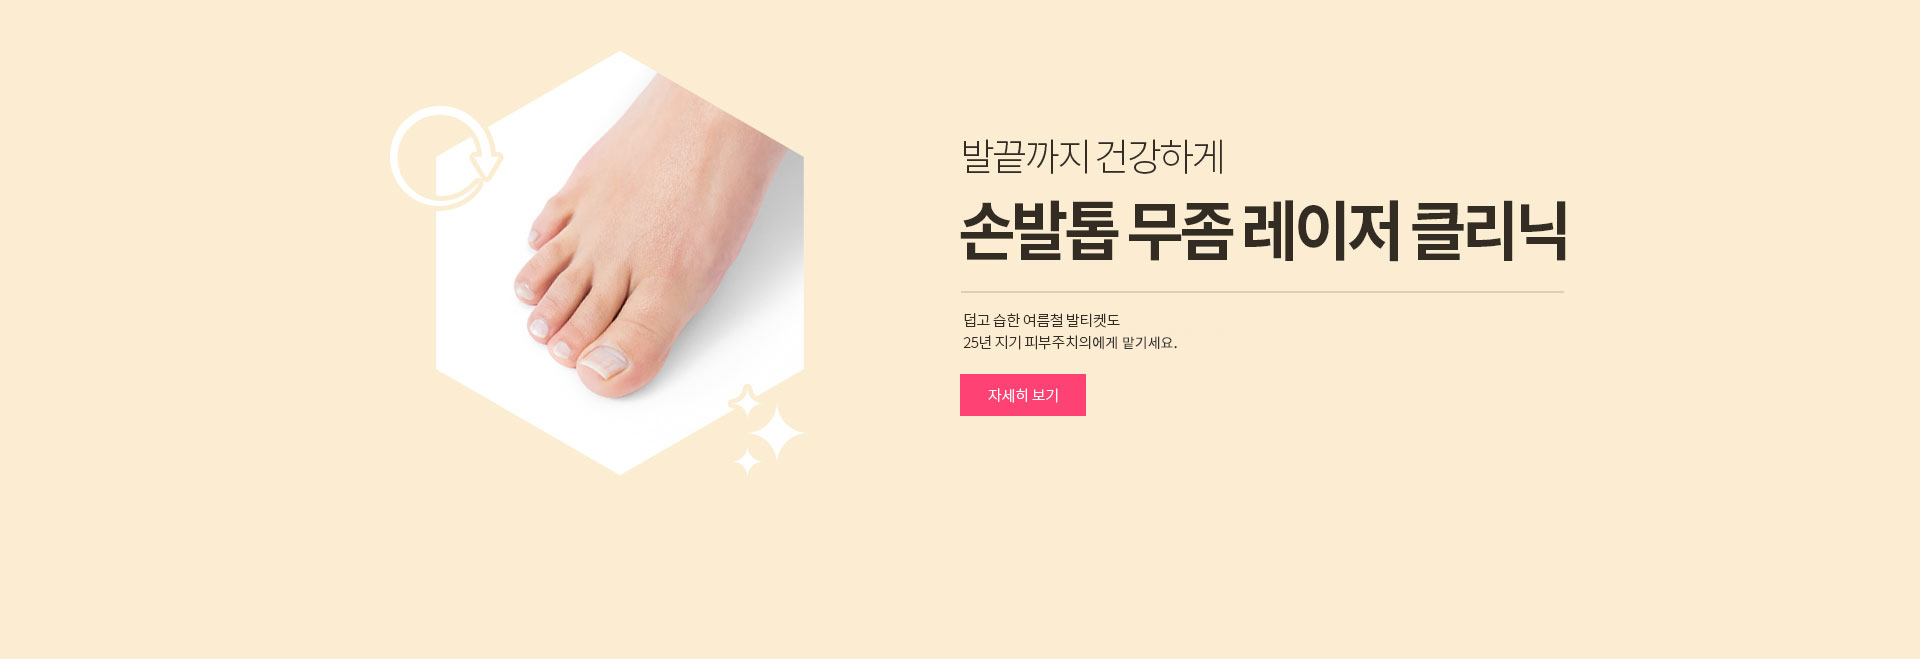 발끝까지 건강하게
손발톱 무좀 레이저 클리닉
덥고 습한 여름철 발티켓도
25년 지기 피부주치의에게 맡기세요.
자세히 보기